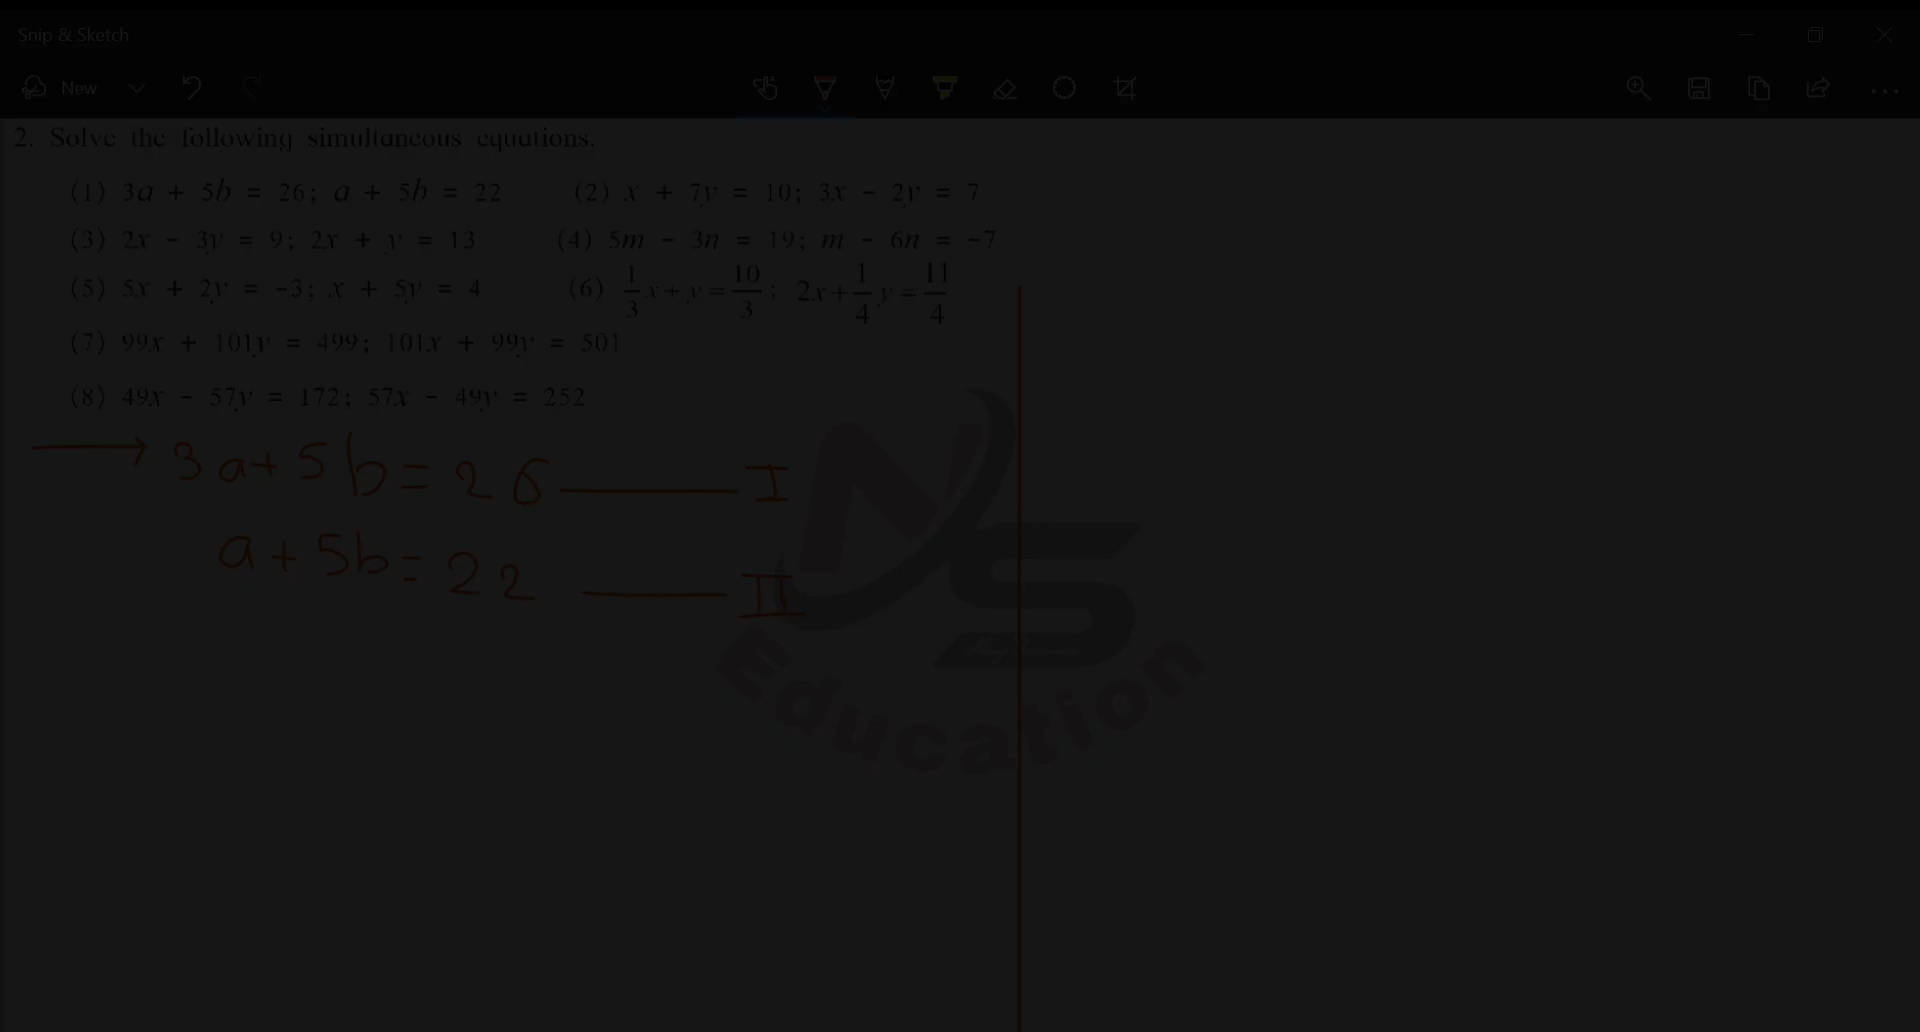 Snip & Sketch
New
2. Solve the following simultaneous equations.
(1) 3a + 5b = 26; a + 5b = 22 (2) x + 7y = 10; 3x - 2y = 7
(3) 2x - 3y = 9; 2x + y = 13 (4) 5m - 3n = 19; m - 6n = -7
(5) 5x + 2y = -3; x + 5y = 4 (6) 1/3 x + y = 10/3; 2x + 1/4 y = 11/4
(7) 99x + 101y = 499; 101x + 99y = 501
(8) 49x - 57y = 172; 57x - 49y = 252
→ 3a+5b=26 — I
a+5b=22 — II
NS
Education